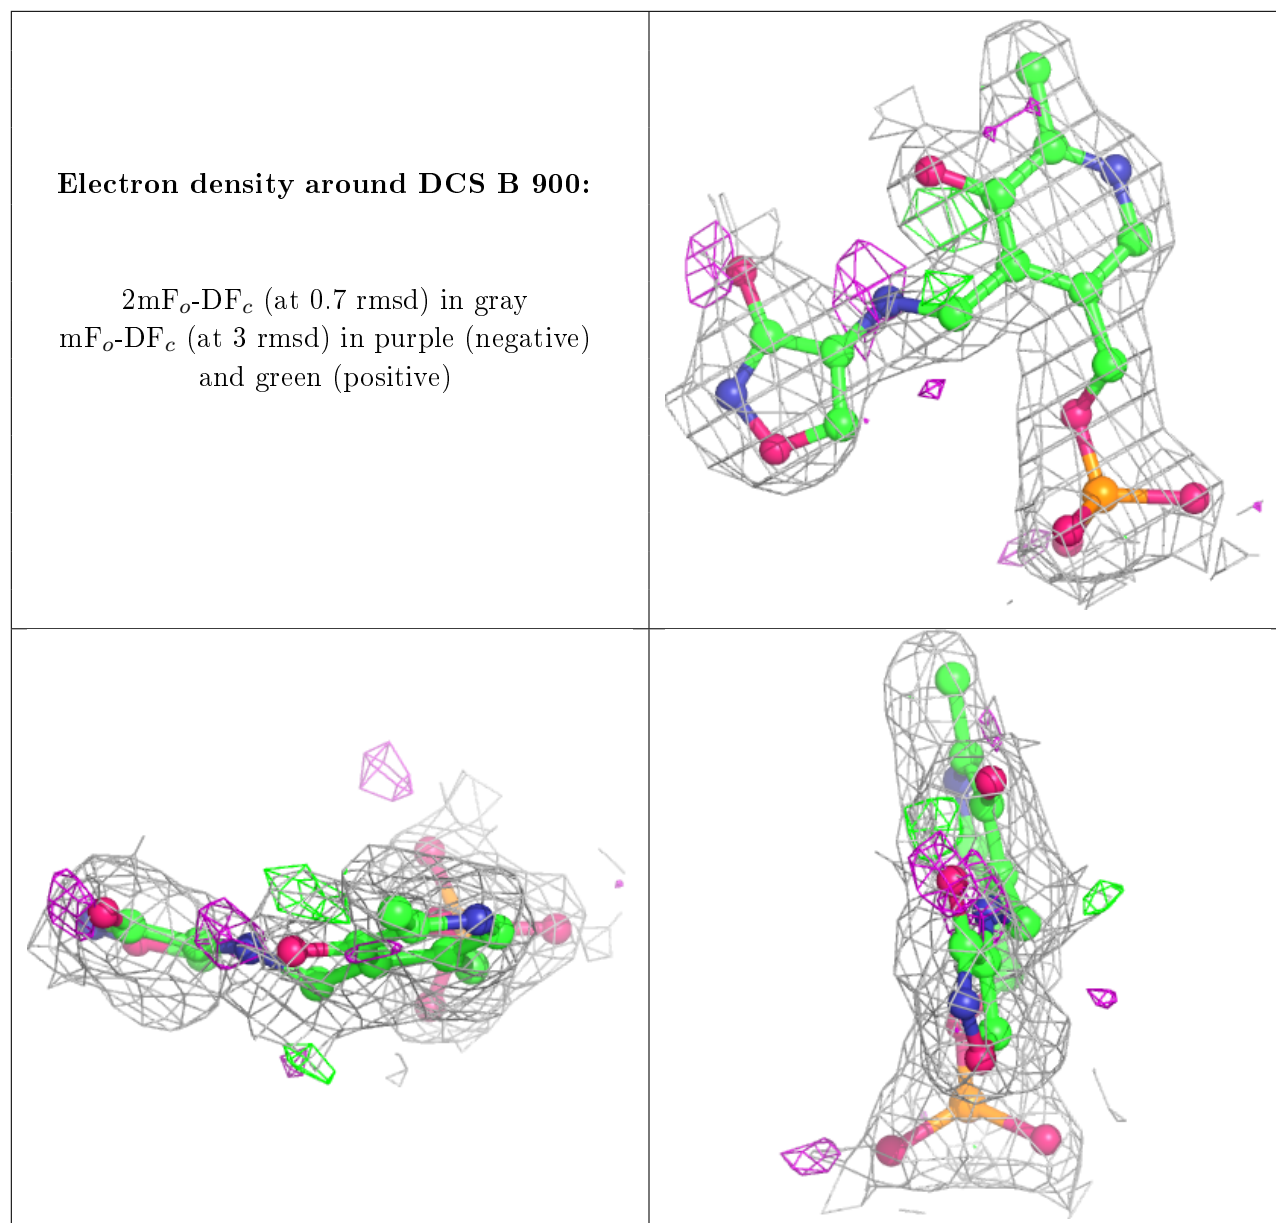 Electron density around DCS B 900:
2mFo-DFc (at 0.7 rmsd) in gray
mFo-DFc (at 3 rmsd) in purple (negative)
and green (positive)